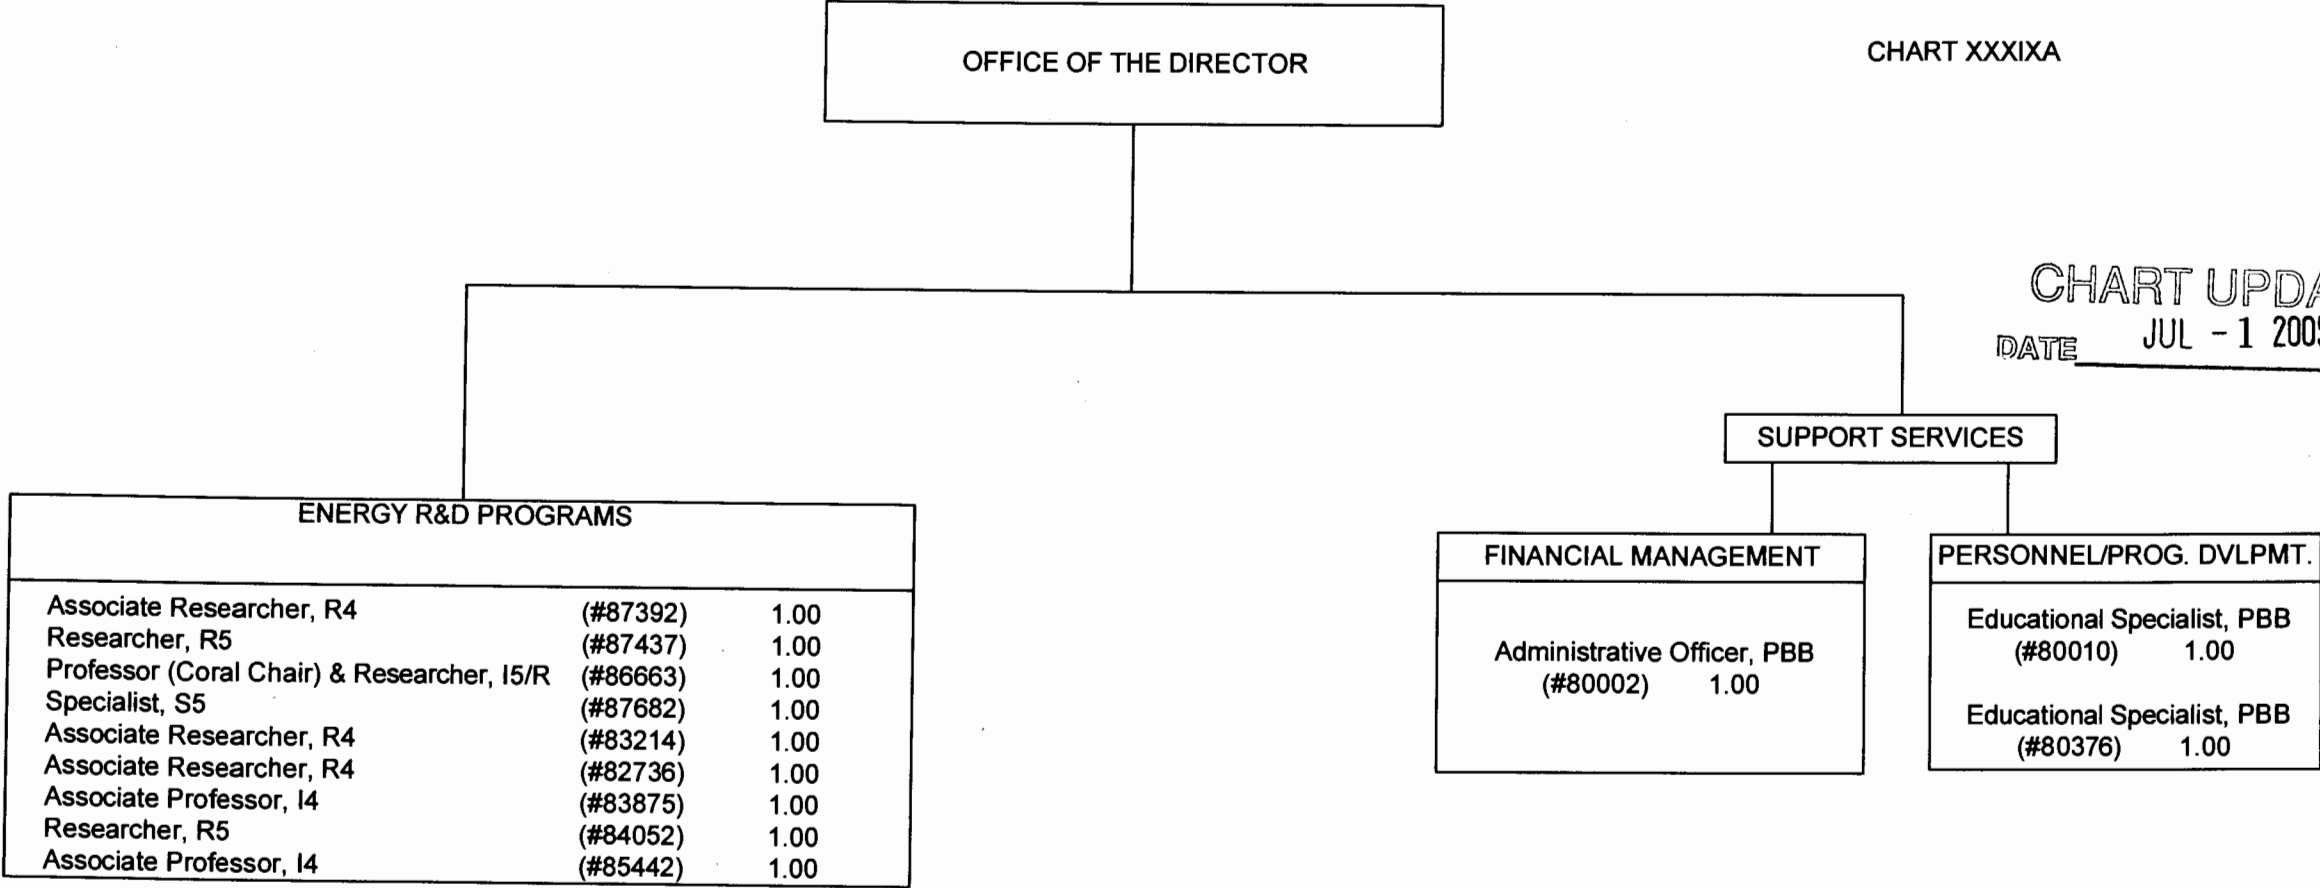 OFFICE OF THE DIRECTOR
CHART XXXIXA
CHART UPDA
DATE JUL - 1 200
SUPPORT SERVICES
ENERGY R&D PROGRAMS
Associate Researcher, R4 (#87392) 1.00
Researcher, R5 (#87437) 1.00
Professor (Coral Chair) & Researcher, I5/R (#86663) 1.00
Specialist, S5 (#87682) 1.00
Associate Researcher, R4 (#83214) 1.00
Associate Researcher, R4 (#82736) 1.00
Associate Professor, I4 (#83875) 1.00
Researcher, R5 (#84052) 1.00
Associate Professor, I4 (#85442) 1.00
FINANCIAL MANAGEMENT
Administrative Officer, PBB
(#80002) 1.00
PERSONNEL/PROG. DVLPMT.
Educational Specialist, PBB
(#80010) 1.00
Educational Specialist, PBB
(#80376) 1.00